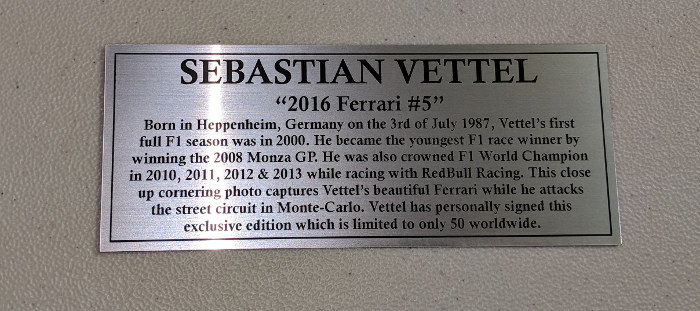 SEBASTIAN VETTEL
“2016 Ferrari #5”
Born in Heppenheim, Germany on the 3rd of July 1987, Vettel’s first
full F1 season was in 2000. He became the youngest F1 race winner by
winning the 2008 Monza GP. He was also crowned F1 World Champion
in 2010, 2011, 2012 & 2013 while racing with RedBull Racing. This close
up cornering photo captures Vettel’s beautiful Ferrari while he attacks
the street circuit in Monte-Carlo. Vettel has personally signed this
exclusive edition which is limited to only 50 worldwide.